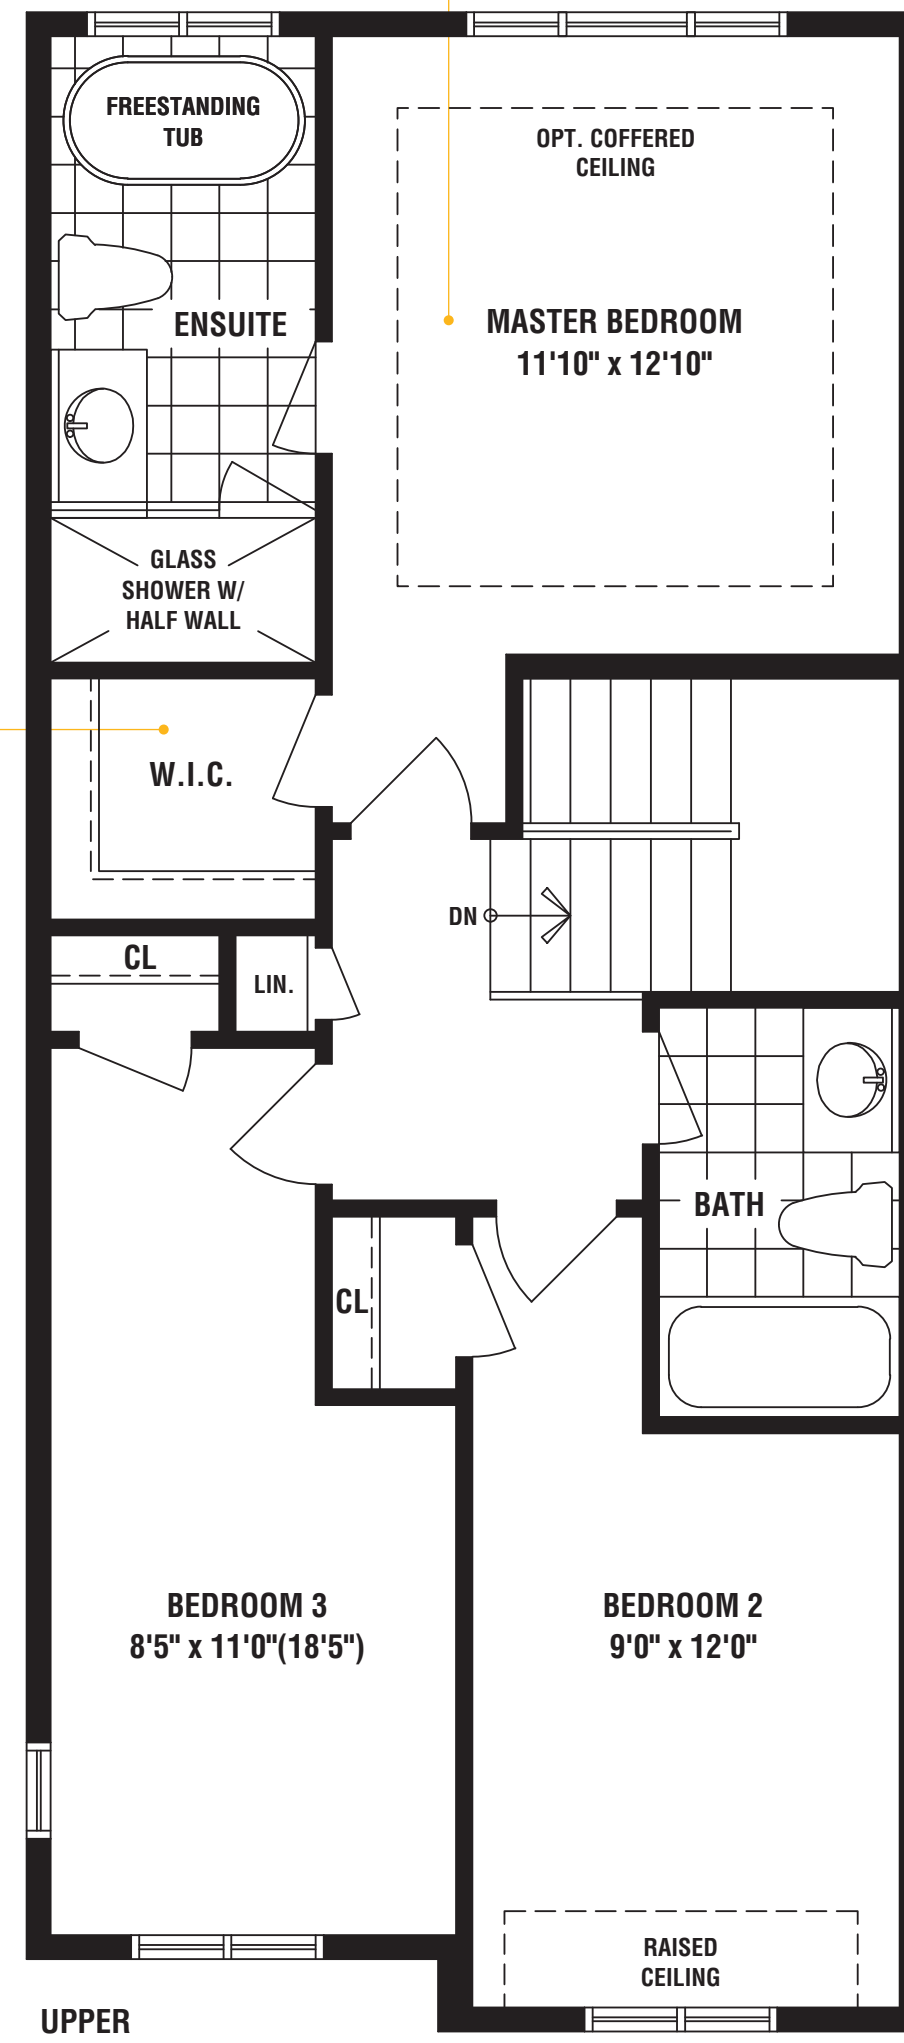 FREESTANDING
TUB
OPT. COFFERED
CEILING
ENSUITE
MASTER BEDROOM
11'10" x 12'10"
GLASS
SHOWER W/
HALF WALL
W.I.C.
DN
CL
LIN.
BATH
CL
BEDROOM 3
8'5" x 11'0"(18'5")
BEDROOM 2
9'0" x 12'0"
RAISED
CEILING
UPPER